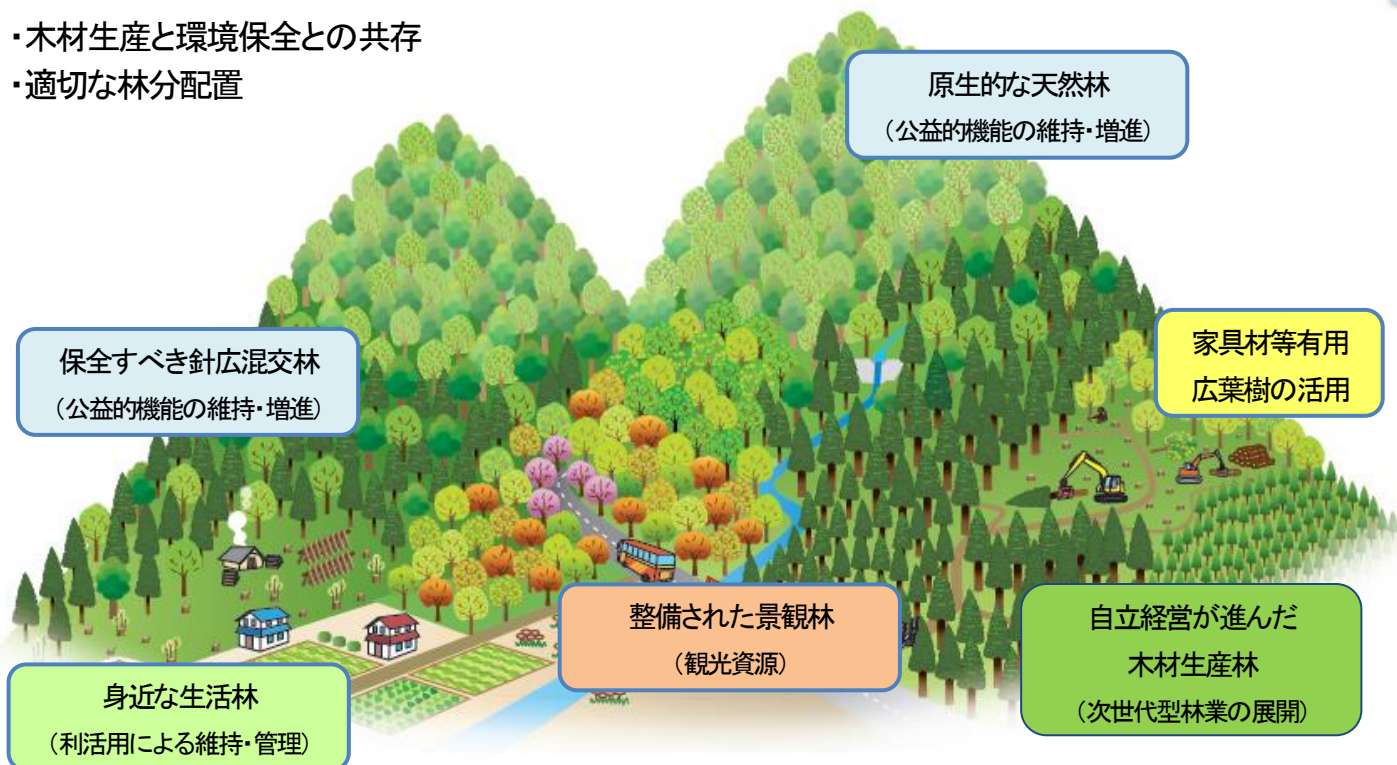 ・木材生産と環境保全との共存
・適切な林分配置
原生的な天然林
（公益的機能の維持・増進）
保全すべき針広混交林
（公益的機能の維持・増進）
家具材等有用
広葉樹の活用
整備された景観林
（観光資源）
自立経営が進んだ
木材生産林
（次世代型林業の展開）
身近な生活林
（利活用による維持・管理）